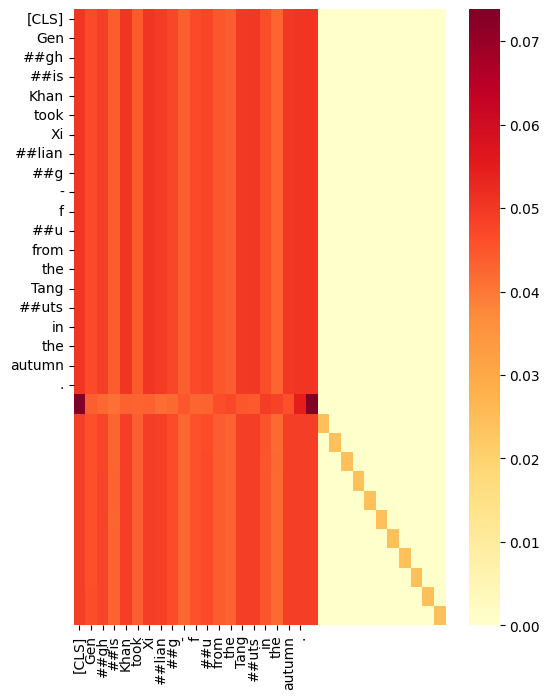 [CLS]
Gen
##gh
##is
Khan
took
Xi
##lian
##g
-
f
##u
from
the
Tang
##uts
in
the
autumn
.
0.07
0.06
0.05
0.04
0.03
0.02
0.01
0.00
[CLS]
Gen
##gh
##is
Khan
took
Xi
##lian
##g
-
f
##u
from
the
Tang
##uts
in
the
autumn
.